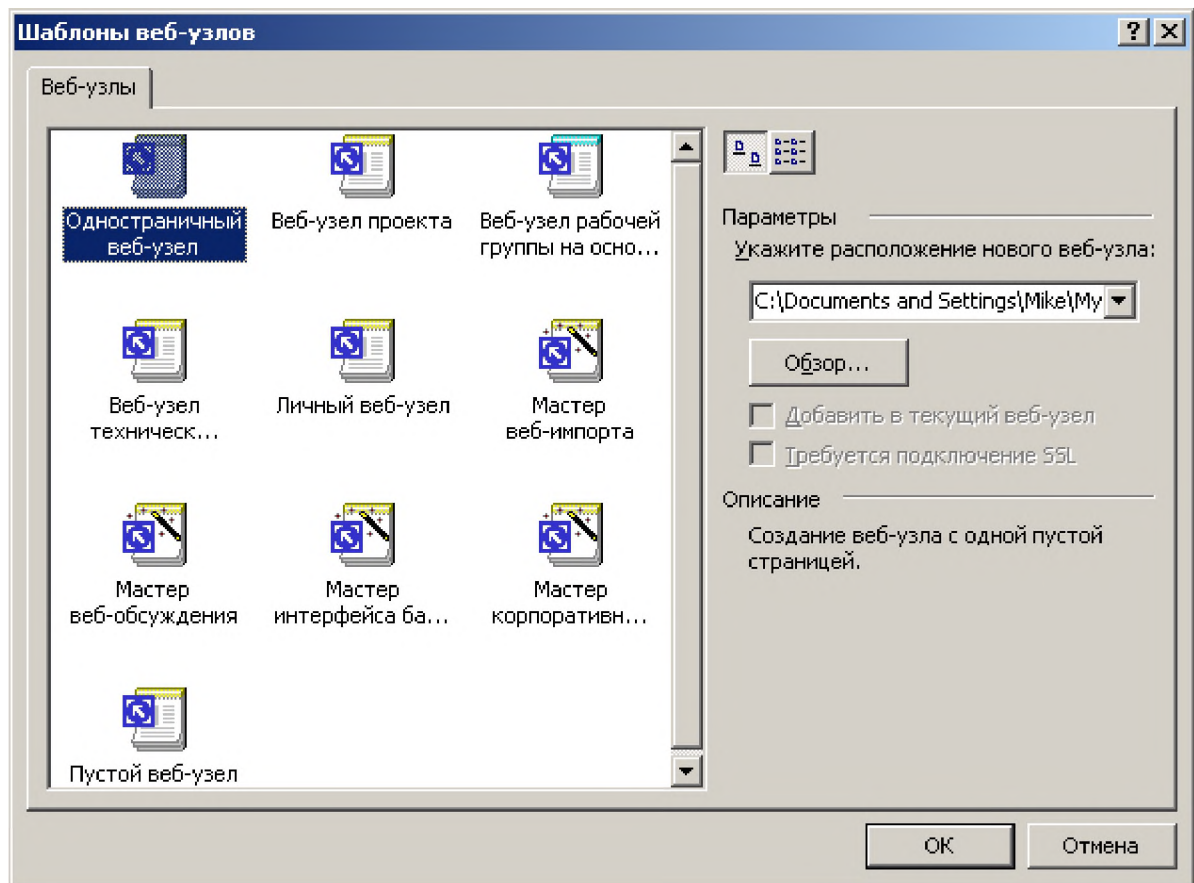 Шаблоны веб-узлов
Веб-узлы
Одностраничный
веб-узел
Веб-узел проекта
Веб-узел рабочей
группы на осно...
Веб-узел
техническ...
Личный веб-узел
Мастер
веб-импорта
Мастер
веб-обсуждения
Мастер
интерфейса ба...
Мастер
корпоративн...
Пустой веб-узел
Параметры
Укажите расположение нового веб-узла:
C:\Documents and Settings\Mike\My
Обзор...
Добавить в текущий веб-узел
Требуется подключение SSL
Описание
Создание веб-узла с одной пустой
страницей.
ОК
Отмена